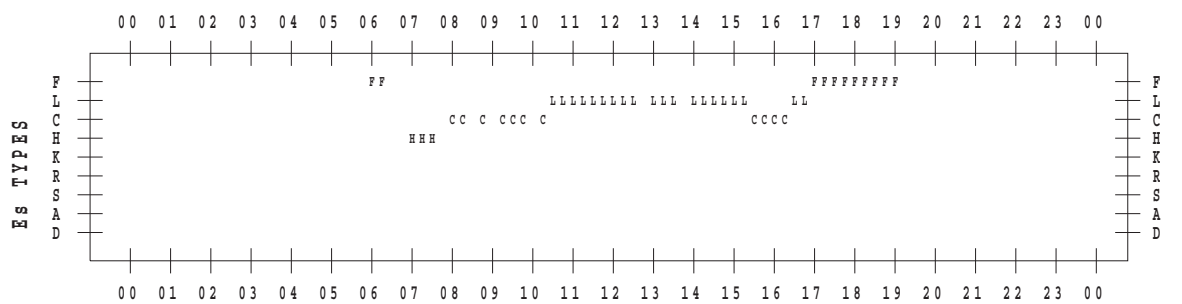 00 01 02 03 04 05 06 07 08 09 10 11 12 13 14 15 16 17 18 19 20 21 22 23 00
F FF FFFFFFFFF F
L LLLLLLLLL LLL LLLLLL LL L
C CC C CCC C CCCC C
H HHH H
K K
R R
S S
A A
D D
Es TYPES
00 01 02 03 04 05 06 07 08 09 10 11 12 13 14 15 16 17 18 19 20 21 22 23 00